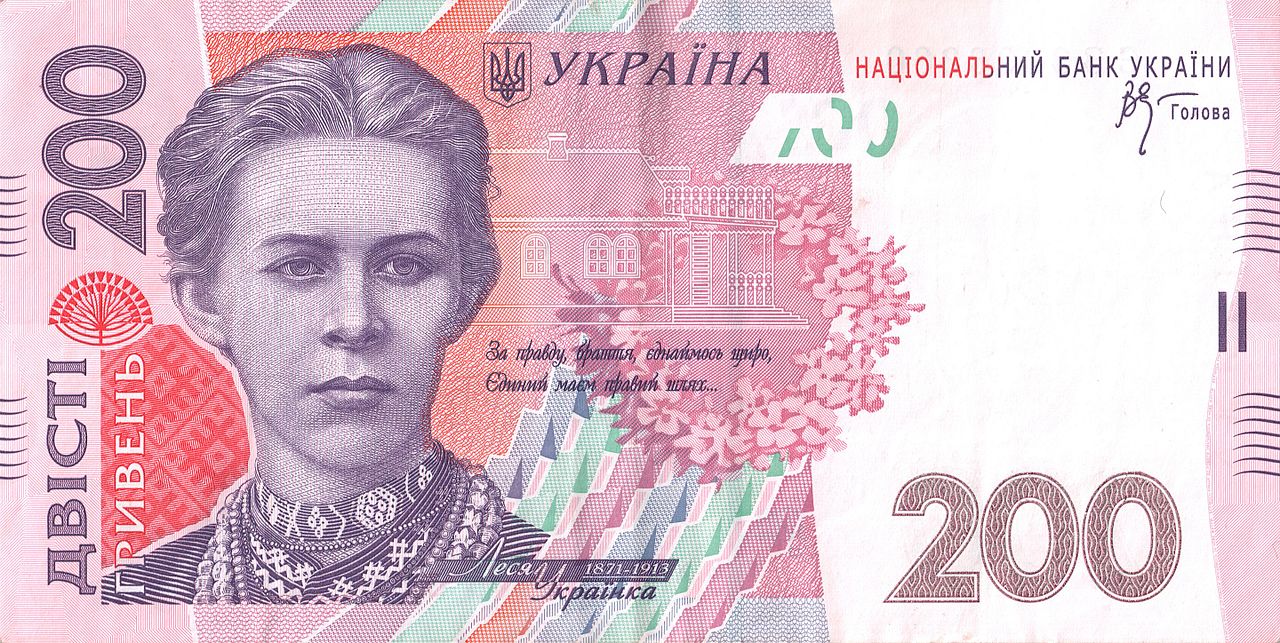 200
УКРАЇНА
НАЦІОНАЛЬНИЙ БАНК УКРАЇНИ
Голова
ДВІСТІ
ГРИВЕНЬ
За правду, браття, єднаймось щиро,
Єдиний маєм правий шлях...
Леся
1871-1913
Українка
200